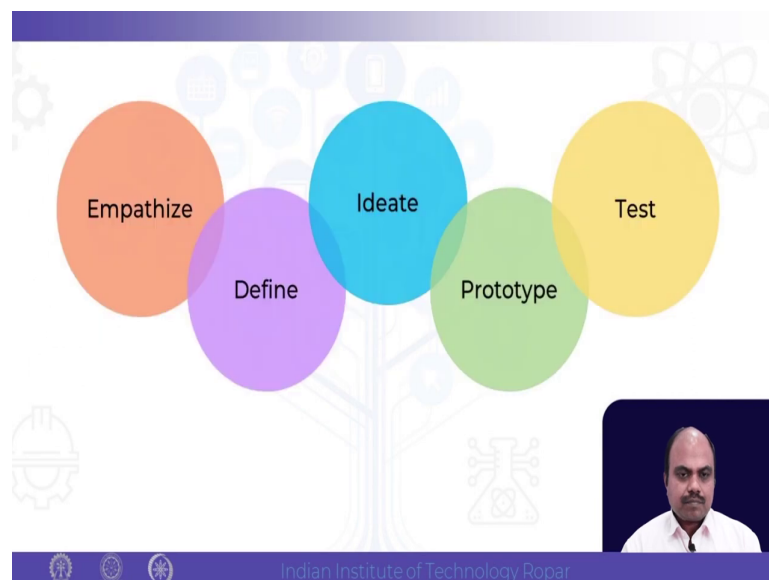 Empathize
Define
Ideate
Prototype
Test
Indian Institute of Technology Ropar